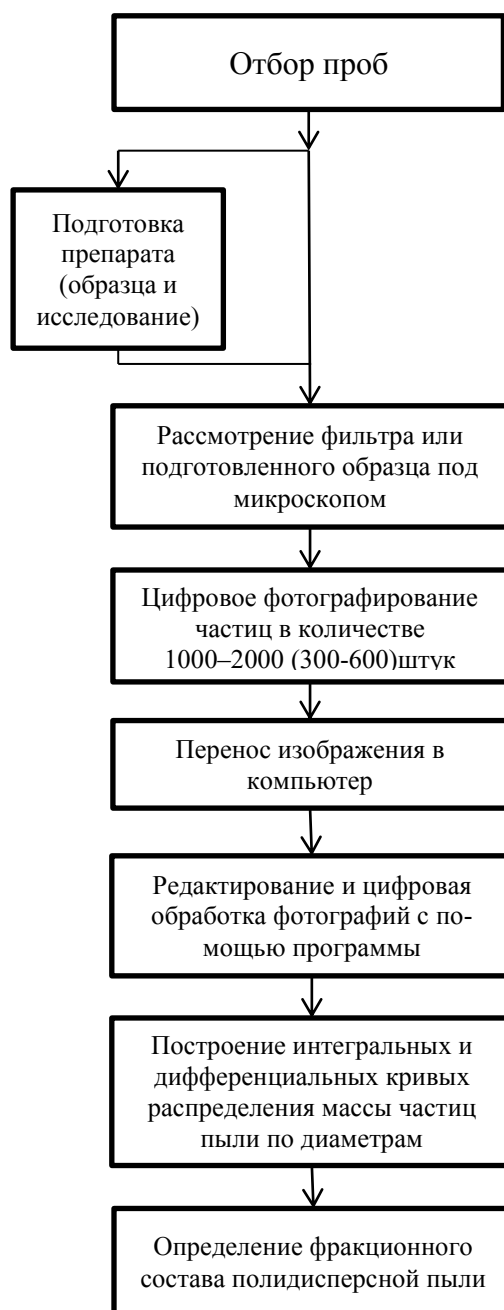 Отбор проб
Подготовка
препарата
(образца и
исследование)
Рассмотрение фильтра или
подготовленного образца под
микроскопом
Цифровое фотографирование
частиц в количестве
1000–2000 (300-600)штук
Перенос изображения в
компьютер
Редактирование и цифровая
обработка фотографий с по-
мощью программы
Построение интегральных и
дифференциальных кривых
распределения массы частиц
пыли по диаметрам
Определение фракционного
состава полидисперсной пыли